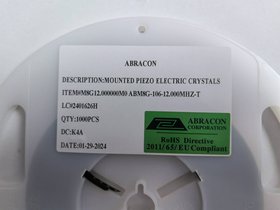 ABRACON
DESCRIPTION:MOUNTED PIEZO ELECTRIC CRYSTALS
ITEM#M8G12.000000M0 ABM8G-106-12.000MHZ-T
LC#2401626H
QTY:1000PCS
DC:K4A
DATE:01-29-2024
ABRACON
CORPORATION
RoHS Directive
2011/65/EU Compliant